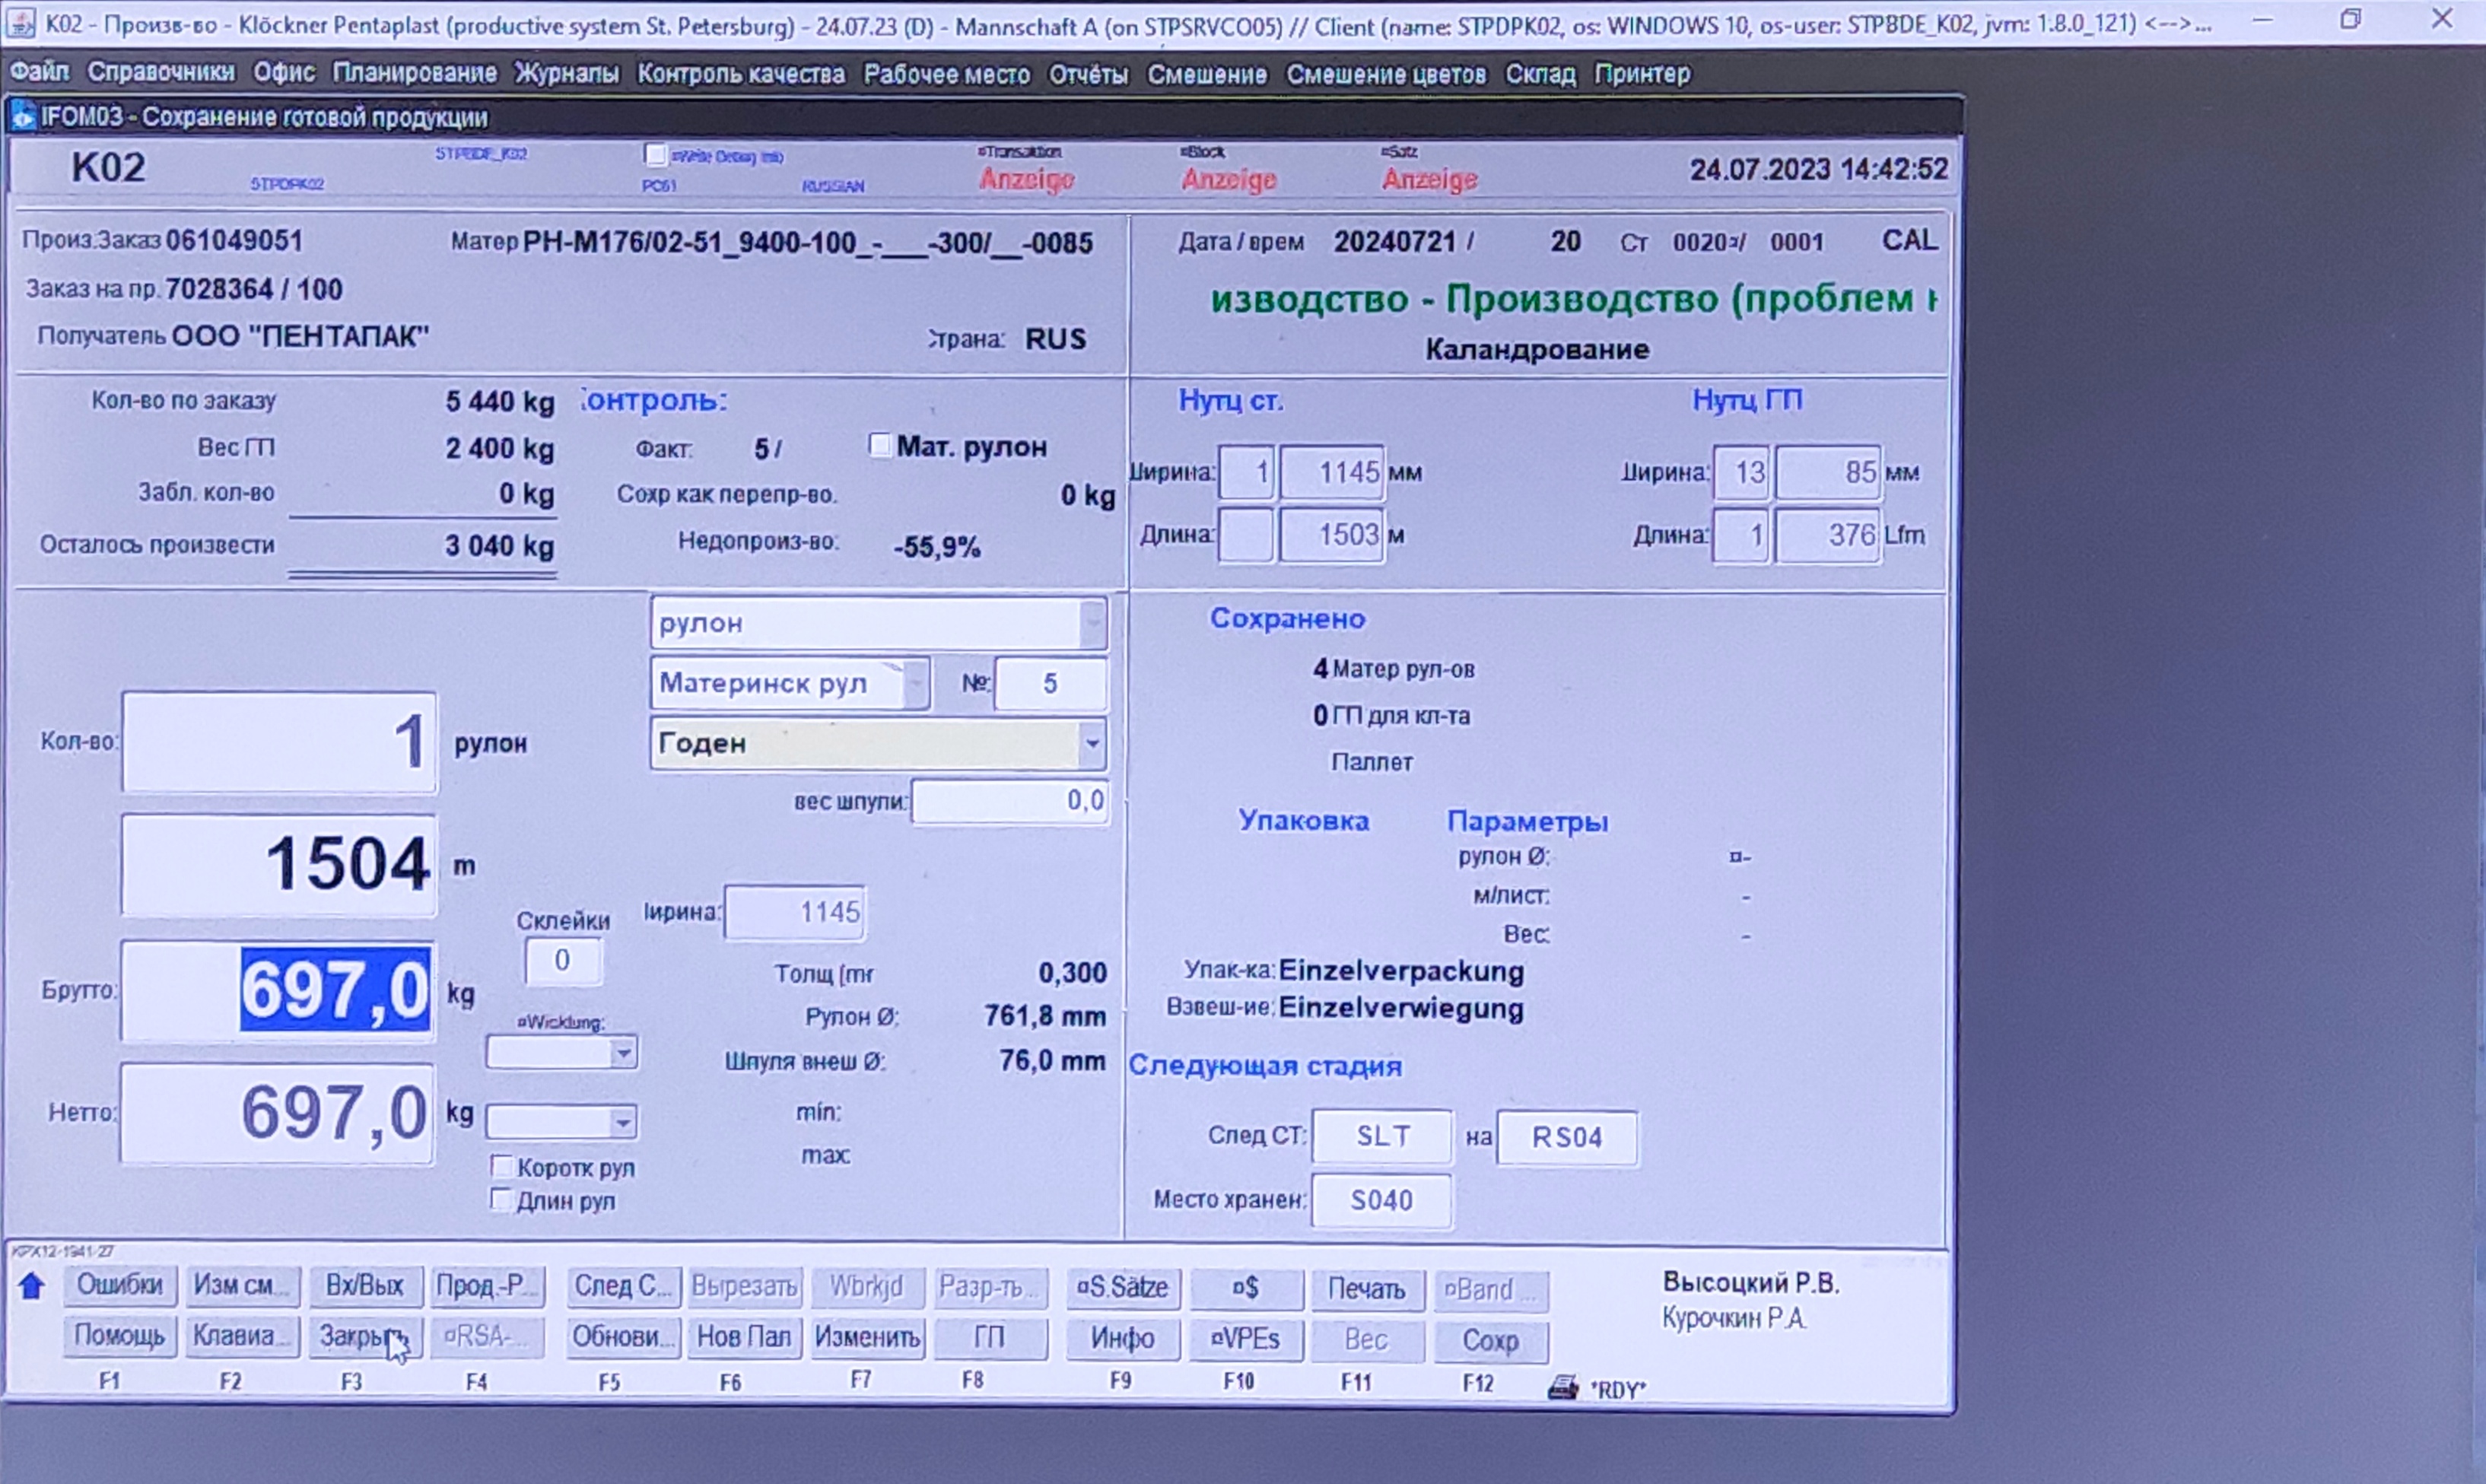 K02 - Произв-во - Klöckner Pentaplast (productive system St. Petersburg) - 24.07.23 (D) - Mannschaft A (on STPSRVCO05) // Client (name: STPDPK02, os: WINDOWS 10, os-user: STPBDE_K02, jvm: 1.8.0_121) <-->...
Файл Справочники Офис Планирование Журналы Контроль качества Рабочее место Отчёты Смешение Смешение цветов Склад Принтер
IFOM03 - Сохранение готовой продукции
K02 STPBDE_K02 ¤Transaktion ¤Block ¤Satz
STPDPK02 PC61 RUSSIAN Anzeige Anzeige Anzeige 24.07.2023 14:42:52
Произ.Заказ 061049051 Матер PH-M176/02-51_9400-100_-___-300/__-0085 Дата / врем 20240721 / 20 Ст 0020¤/ 0001 CAL
Заказ на пр. 7028364 / 100 изводство - Производство (проблем н
Получатель ООО "ПЕНТАПАК" трана: RUS Каландрование
Кол-во по заказу 5 440 kg онтроль: Нутц ст. Нутц ГП
Вес ГП 2 400 kg Факт: 5 / Мат. рулон
Ширина: 1 1145 мм Ширина: 13 85 мм
Забл. кол-во 0 kg Сохр как перепр-во. 0 kg
Длина: 1503 м Длина: 1 376 Lfm
Осталось произвести 3 040 kg Недопроиз-во: -55,9%
рулон Сохранено
Материнск рул №: 5 4 Матер рул-ов
Кол-во: 1 рулон Годен 0 ГП для кл-та
Паллет
вес шпули: 0,0
Упаковка Параметры
1504 m рулон Ø: ¤-
м/лист: -
Склейки Ширина: 1145
0 Вес: -
Брутто: 697,0 kg Толщ (mr 0,300 Упак-ка: Einzelverpackung
¤Wicklung: Рулон Ø: 761,8 mm Взвеш-ие: Einzelverwiegung
Шпуля внеш Ø: 76,0 mm Следующая стадия
Нетто: 697,0 kg min: След СТ: SLT на RS04
max:
Коротк рул
Длин рул Место хранен: S040
KPX12-1941-27
Ошибки Изм см... Вх/Вых Прод.-Р... След С... Вырезать Wbrkjd Разр-ть... ¤S.Sätze ¤$ Печать ¤Band ... Высоцкий Р.В.
Помощь Клавиа... Закры ¤RSA-... Обнови... Нов Пал Изменить ГП Инфо ¤VPEs Вес Сохр Курочкин Р.А.
F1 F2 F3 F4 F5 F6 F7 F8 F9 F10 F11 F12 *RDY*